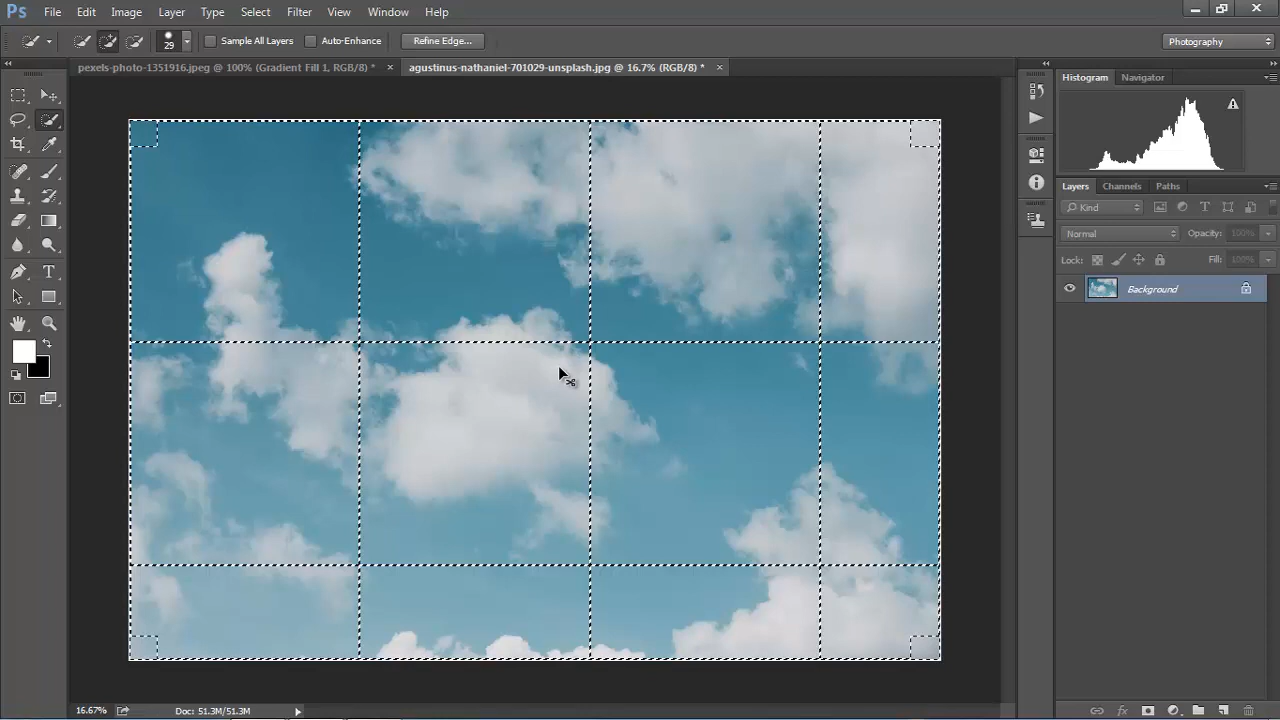 Ps File Edit Image Layer Type Select Filter View Window Help
29 Sample All Layers Auto-Enhance Refine Edge... Photography
pexels-photo-1351916.jpeg @ 100% (Gradient Fill 1, RGB/8) * × agustinus-nathaniel-701029-unsplash.jpg @ 16.7% (RGB/8) * ×
Histogram Navigator
Layers Channels Paths
Kind
Normal Opacity: 100%
Lock: Fill: 100%
Background
16.67% Doc: 51.3M/51.3M